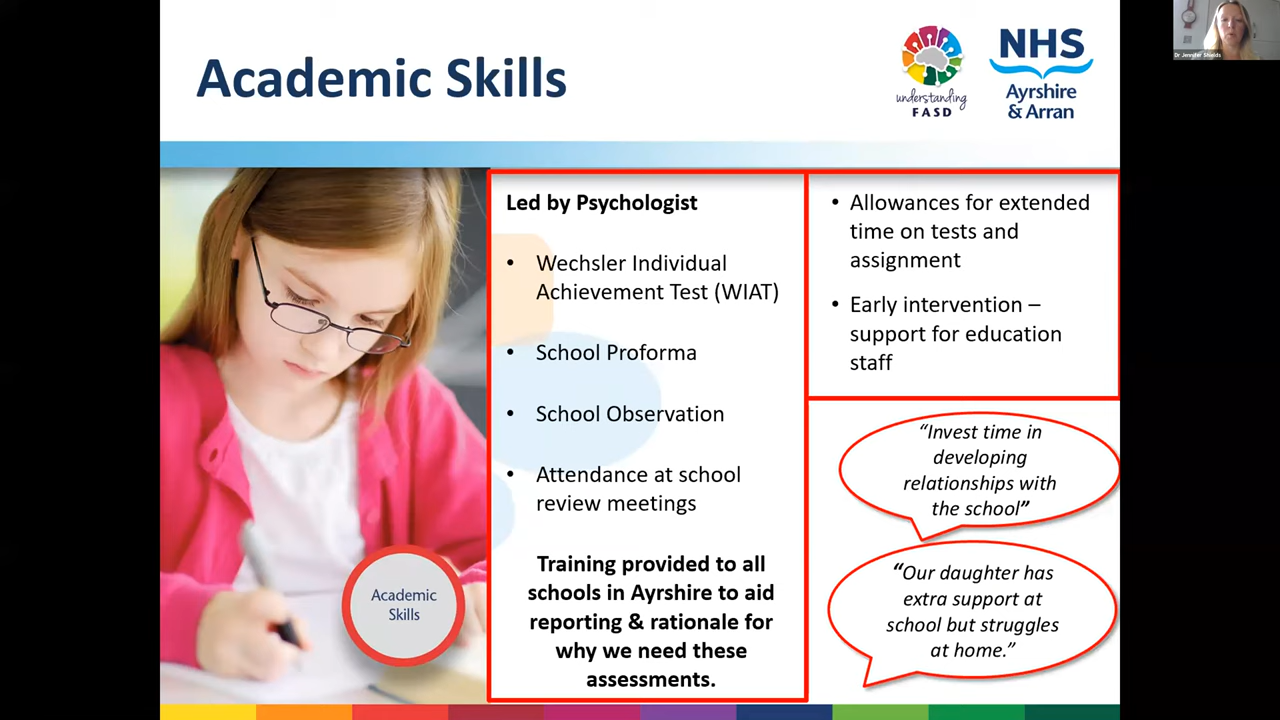 Academic Skills
understanding
FASD
NHS
Ayrshire
& Arran
Dr Jennifer Shields
Led by Psychologist
• Wechsler Individual
Achievement Test (WIAT)
• School Proforma
• School Observation
• Attendance at school
review meetings
Training provided to all
schools in Ayrshire to aid
reporting & rationale for
why we need these
assessments.
• Allowances for extended
time on tests and
assignment
• Early intervention –
support for education
staff
“Invest time in
developing
relationships with
the school”
“Our daughter has
extra support at
school but struggles
at home.”
Academic
Skills